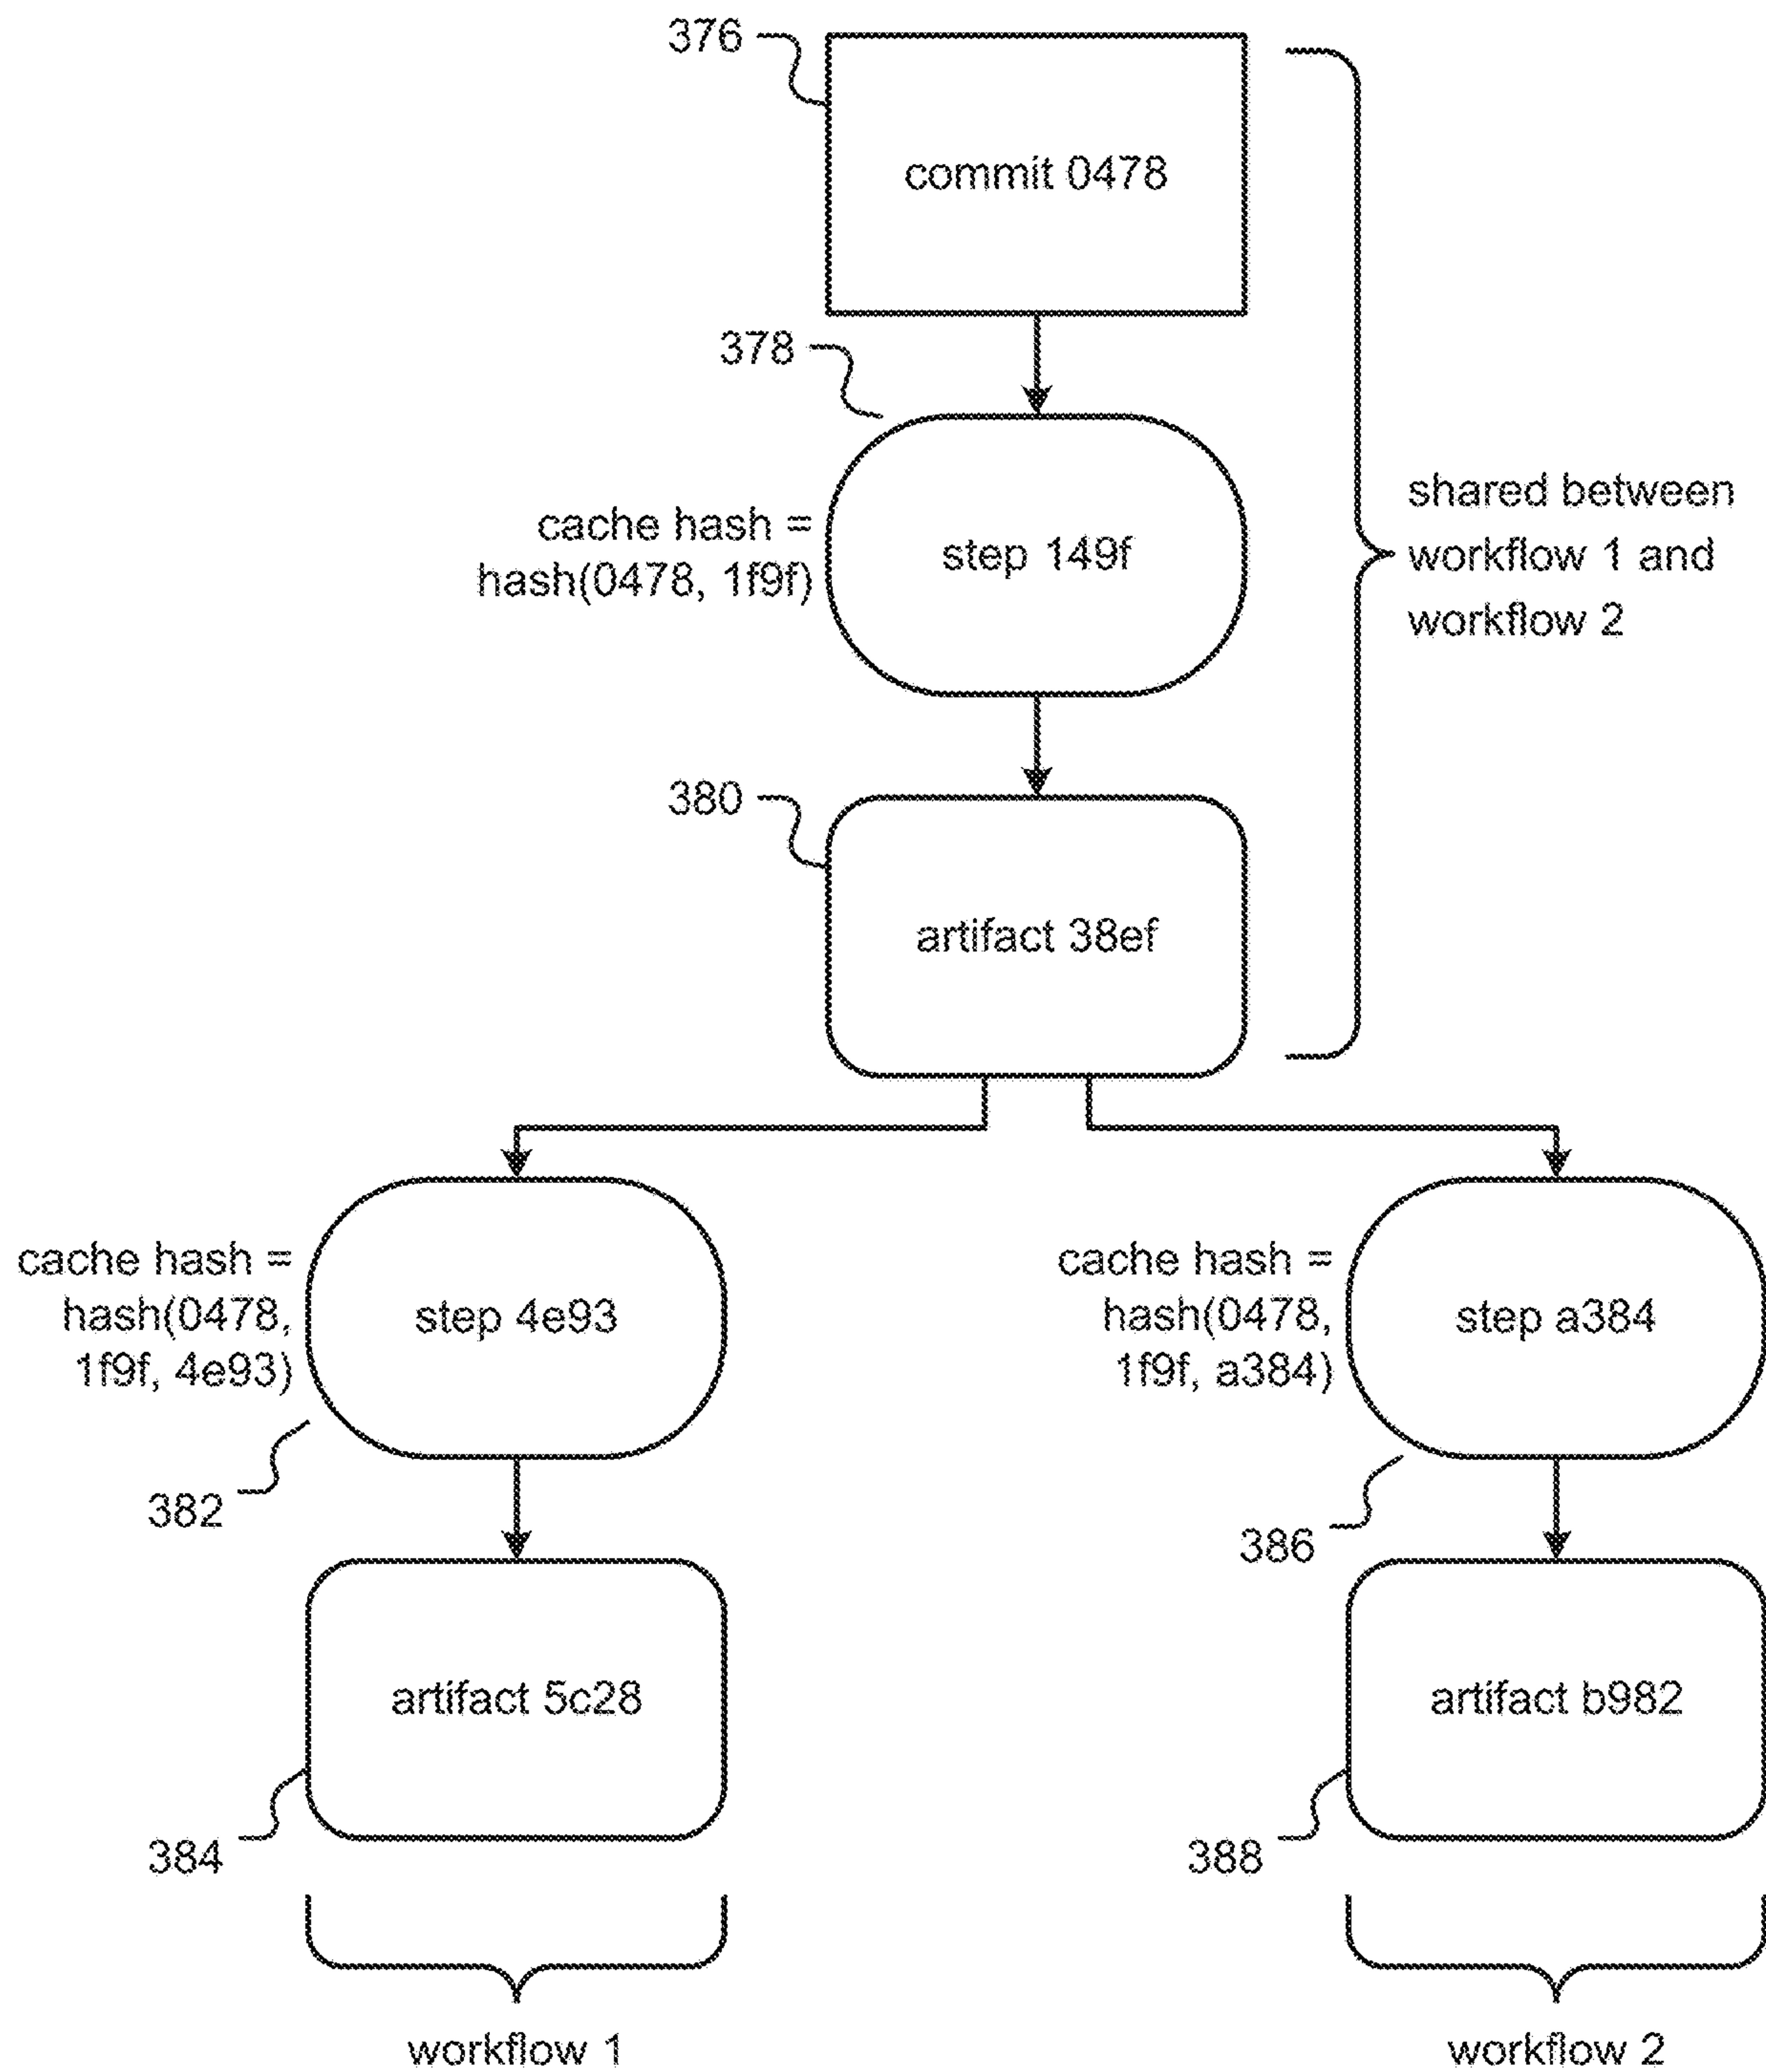 376
commit 0478
378
cache hash =
hash(0478, 1f9f)
step 149f
shared between
workflow 1 and
workflow 2
380
artifact 38ef
cache hash =
hash(0478,
1f9f, 4e93)
step 4e93
382
cache hash =
hash(0478,
1f9f, a384)
step a384
386
artifact 5c28
384
artifact b982
388
workflow 1
workflow 2